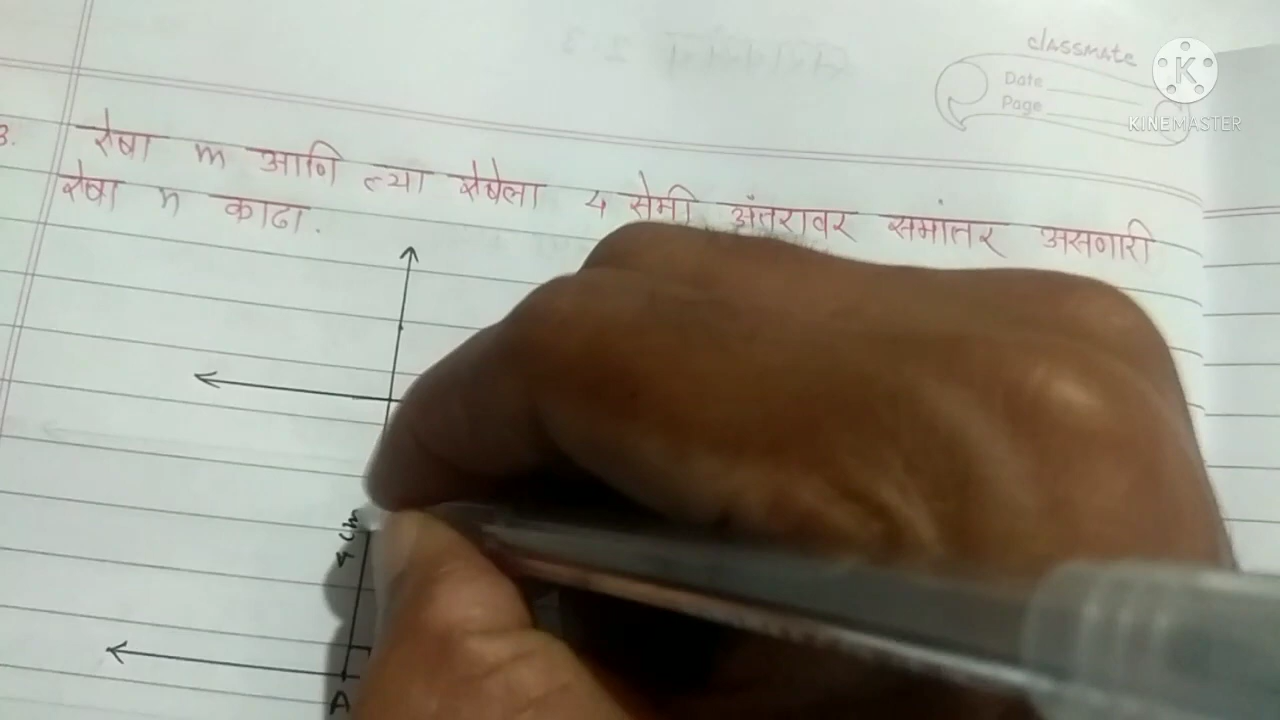 classmate
Date
Page
KINEMASTER
3. रेषा m आणि त्या रेषेला 4 सेमी अंतरावर समांतर असणारी
रेषा n काढा.
4 cm
A